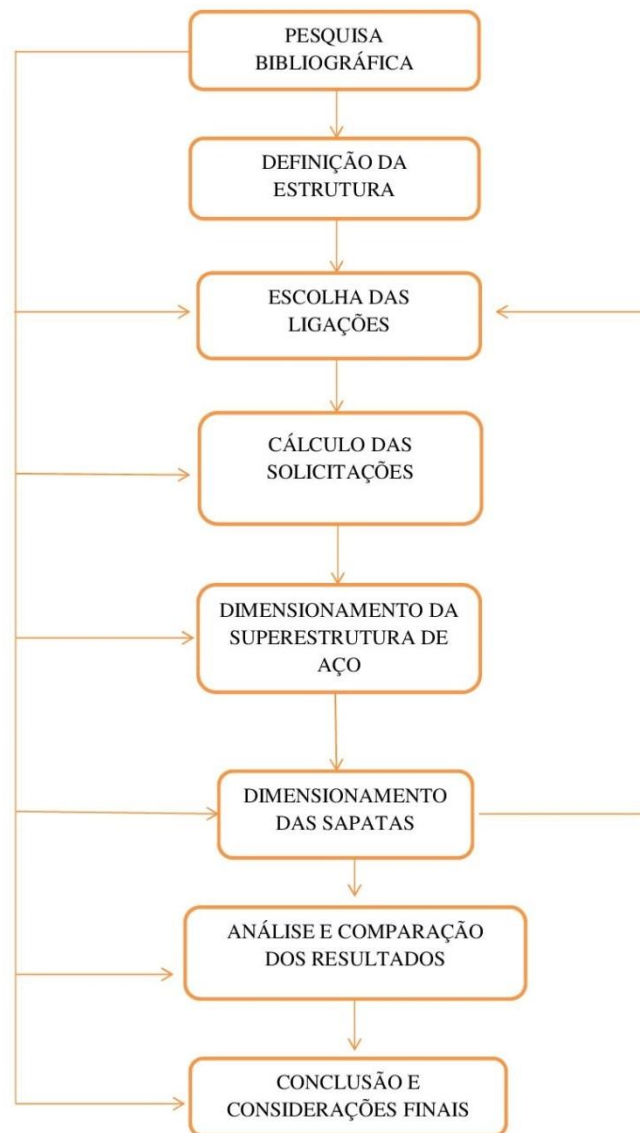 PESQUISA
BIBLIOGRÁFICA
DEFINIÇÃO DA
ESTRUTURA
ESCOLHA DAS
LIGAÇÕES
CÁLCULO DAS
SOLICITAÇÕES
DIMENSIONAMENTO DA
SUPERESTRUTURA DE
AÇO
DIMENSIONAMENTO
DAS SAPATAS
ANÁLISE E COMPARAÇÃO
DOS RESULTADOS
CONCLUSÃO E
CONSIDERAÇÕES FINAIS